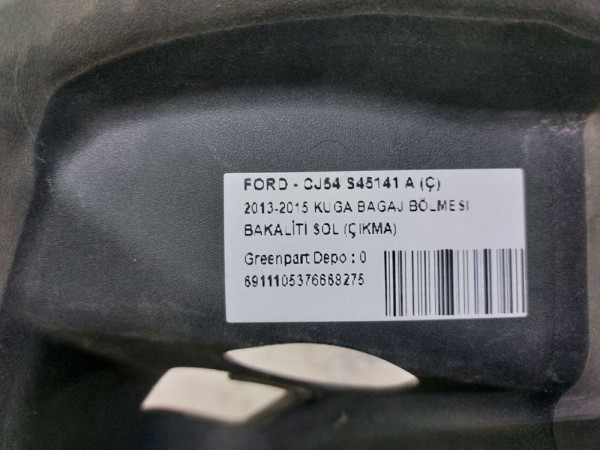 FORD - CJ54 S45141 A (Ç)
2013-2015 KUGA BAGAJ BÖLMESİ
BAKALİTİ SOL (ÇIKMA)
Greenpart Depo : 0
6911105376668275